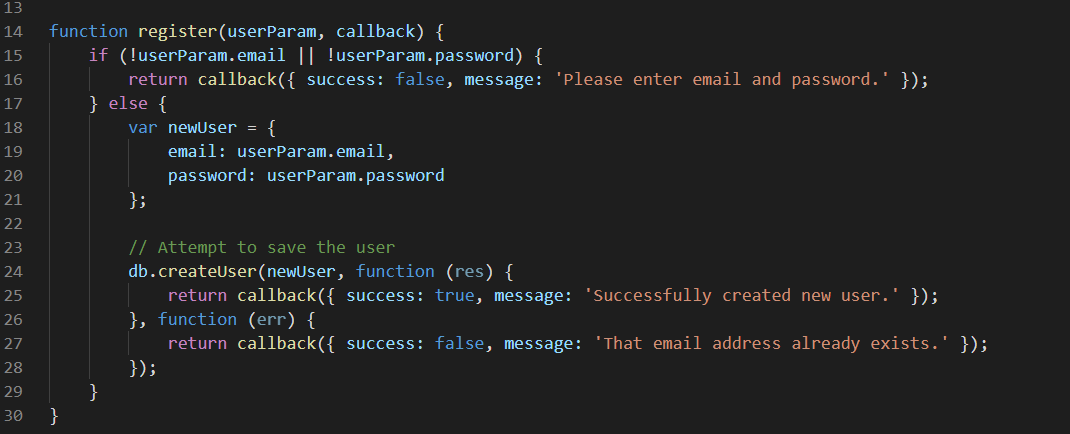 13
14 function register(userParam, callback) {
15     if (!userParam.email || !userParam.password) {
16         return callback({ success: false, message: 'Please enter email and password.' });
17     } else {
18         var newUser = {
19             email: userParam.email,
20             password: userParam.password
21         };
22
23         // Attempt to save the user
24         db.createUser(newUser, function (res) {
25             return callback({ success: true, message: 'Successfully created new user.' });
26         }, function (err) {
27             return callback({ success: false, message: 'That email address already exists.' });
28         });
29     }
30 }